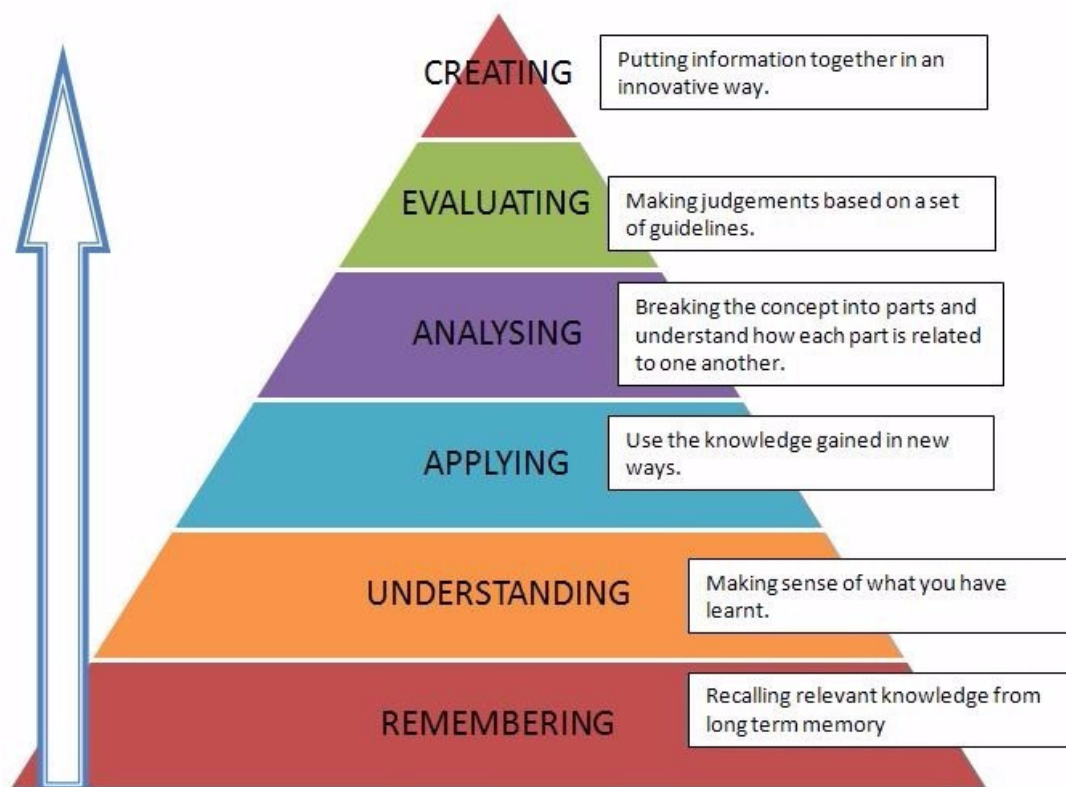 CREATING
Putting information together in an
innovative way.
EVALUATING
Making judgements based on a set
of guidelines.
ANALYSING
Breaking the concept into parts and
understand how each part is related
to one another.
APPLYING
Use the knowledge gained in new
ways.
UNDERSTANDING
Making sense of what you have
learnt.
REMEMBERING
Recalling relevant knowledge from
long term memory